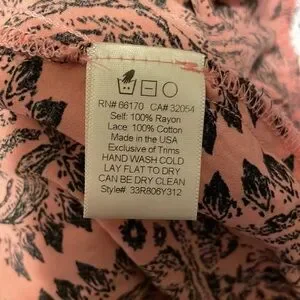 RN# 66170 CA# 32054
Self: 100% Rayon
Lace: 100% Cotton
Made in the USA
Exclusive of Trims
HAND WASH COLD
LAY FLAT TO DRY
CAN BE DRY CLEAN
Style#: 33R806Y312